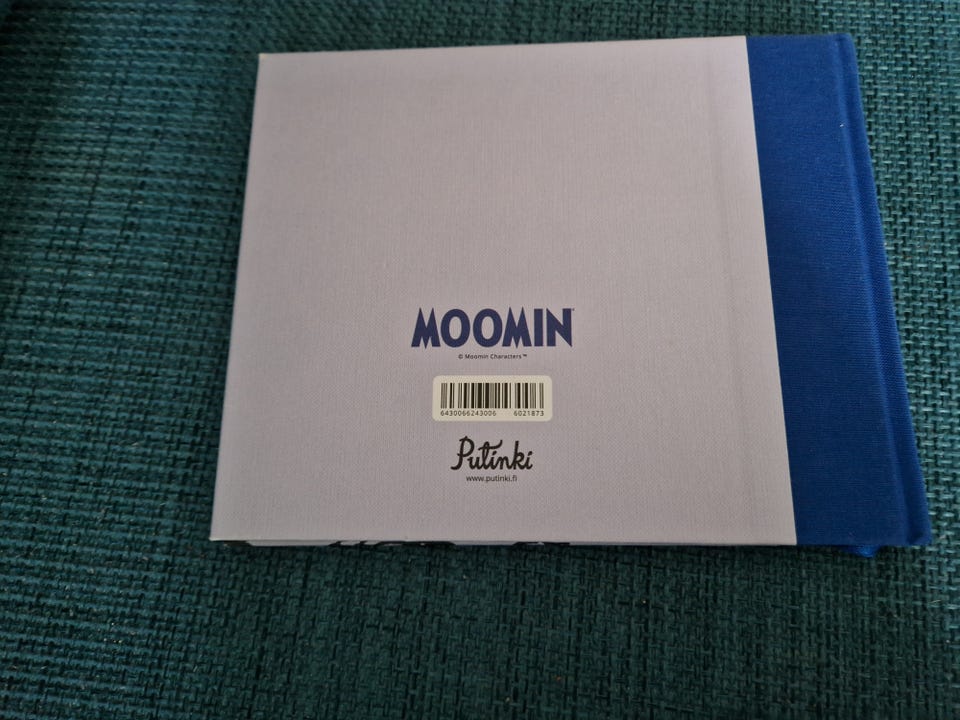 MOOMIN
© Moomin Characters™
6430066243006 6021873
Putinki
www.putinki.fi